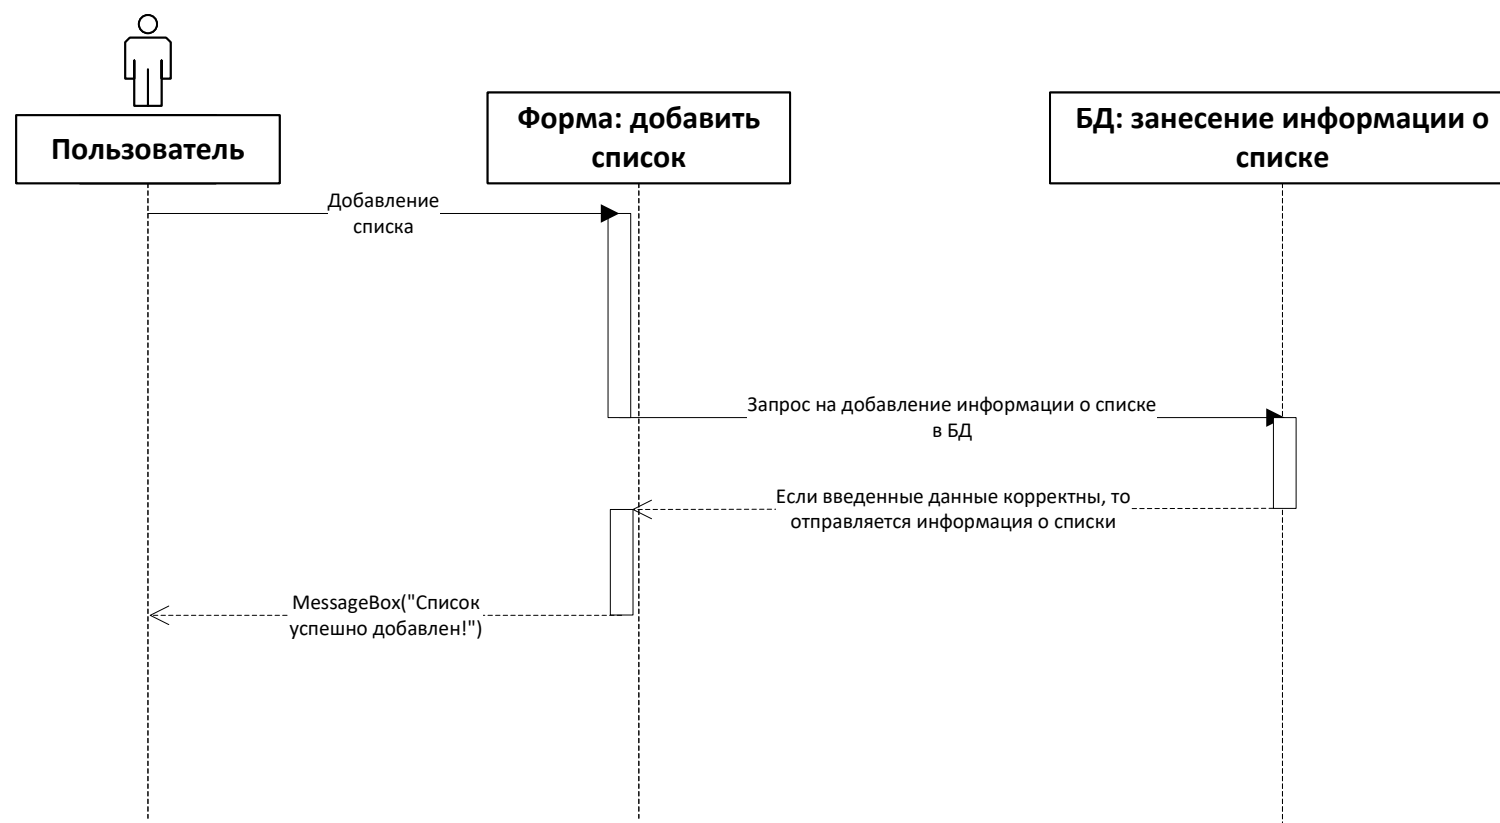 Пользователь
Форма: добавить
список
БД: занесение информации о
списке
Добавление
списка
Запрос на добавление информации о списке
в БД
Если введенные данные корректны, то
отправляется информация о списки
MessageBox("Список
успешно добавлен!")